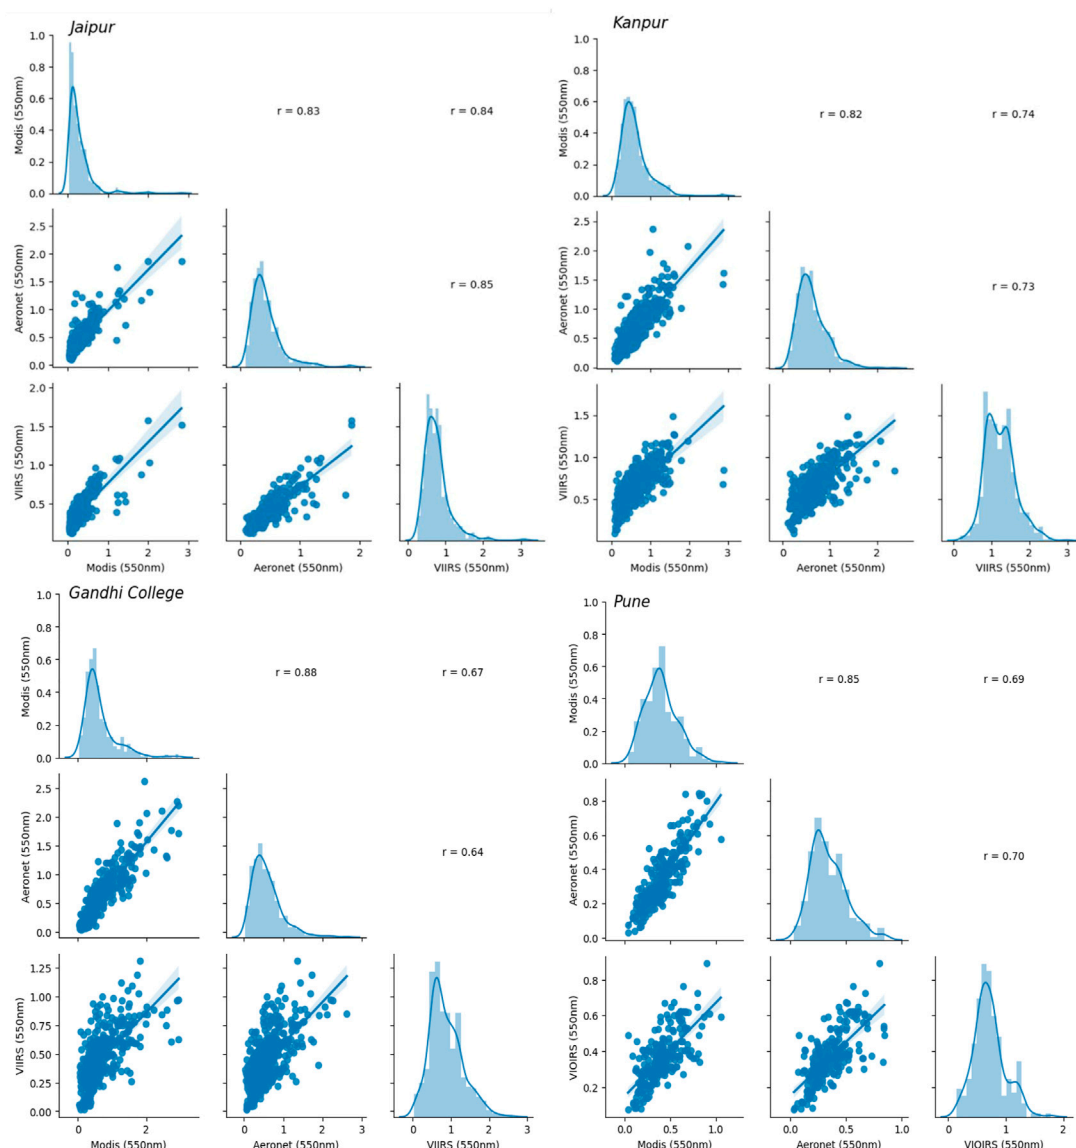 Jaipur
1.0
0.8
0.6
0.4
0.2
0.0
Modis (550nm)
r = 0.83
r = 0.84
2.5
2.0
1.5
1.0
0.5
0.0
Aeronet (550nm)
r = 0.85
2.0
1.5
1.0
0.5
VIIRS (550nm)
0 1 2 3
0 1 2
0 1 2 3
Modis (550nm)
Aeronet (550nm)
VIIRS (550nm)
Kanpur
1.0
0.8
0.6
0.4
0.2
0.0
Modis (550nm)
r = 0.82
r = 0.74
2.5
2.0
1.5
1.0
0.5
0.0
Aeronet (550nm)
r = 0.73
1.5
1.0
0.5
0.0
VIIRS (550nm)
0 1 2 3
0 1 2
0 1 2 3
Modis (550nm)
Aeronet (550nm)
VIIRS (550nm)
Gandhi College
1.0
0.8
0.6
0.4
0.2
0.0
Modis (550nm)
r = 0.88
r = 0.67
2.5
2.0
1.5
1.0
0.5
0.0
Aeronet (550nm)
r = 0.64
1.25
1.00
0.75
0.50
0.25
0.00
VIIRS (550nm)
0 2
0 1 2 3
0 1 2 3
Modis (550nm)
Aeronet (550nm)
VIIRS (550nm)
Pune
1.0
0.8
0.6
0.4
0.2
0.0
Modis (550nm)
r = 0.85
r = 0.69
0.0 0.5 1.0
0.8
0.6
0.4
0.2
0.0
Aeronet (550nm)
r = 0.70
0.8
0.6
0.4
0.2
VIOIRS (550nm)
0.0 0.5 1.0
0.0 0.5 1.0
0 1 2
Modis (550nm)
Aeronet (550nm)
VIOIRS (550nm)